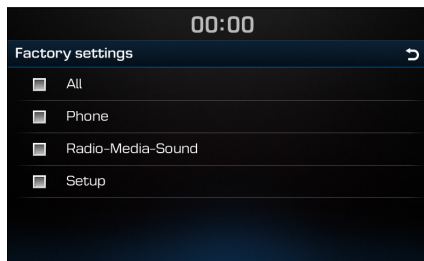 00:00
Factory settings
All
Phone
Radio-Media-Sound
Setup